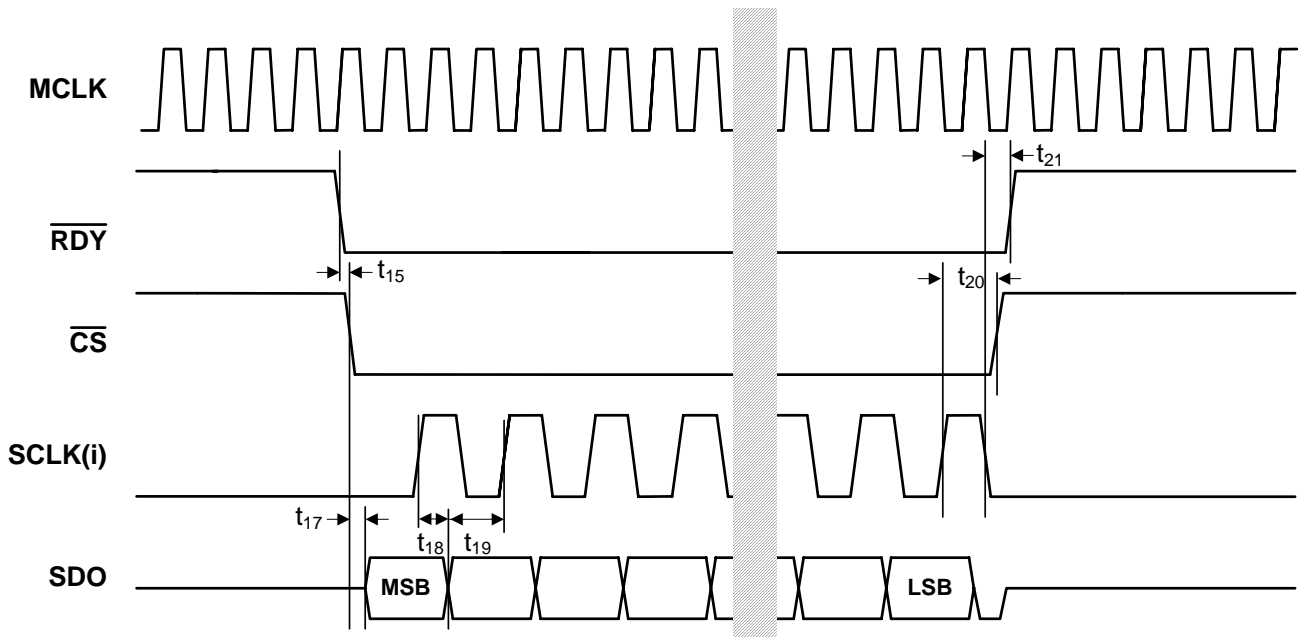 MCLK
t21
RDY
t15
t20
CS
SCLK(i)
t17
t18
t19
SDO
MSB
LSB